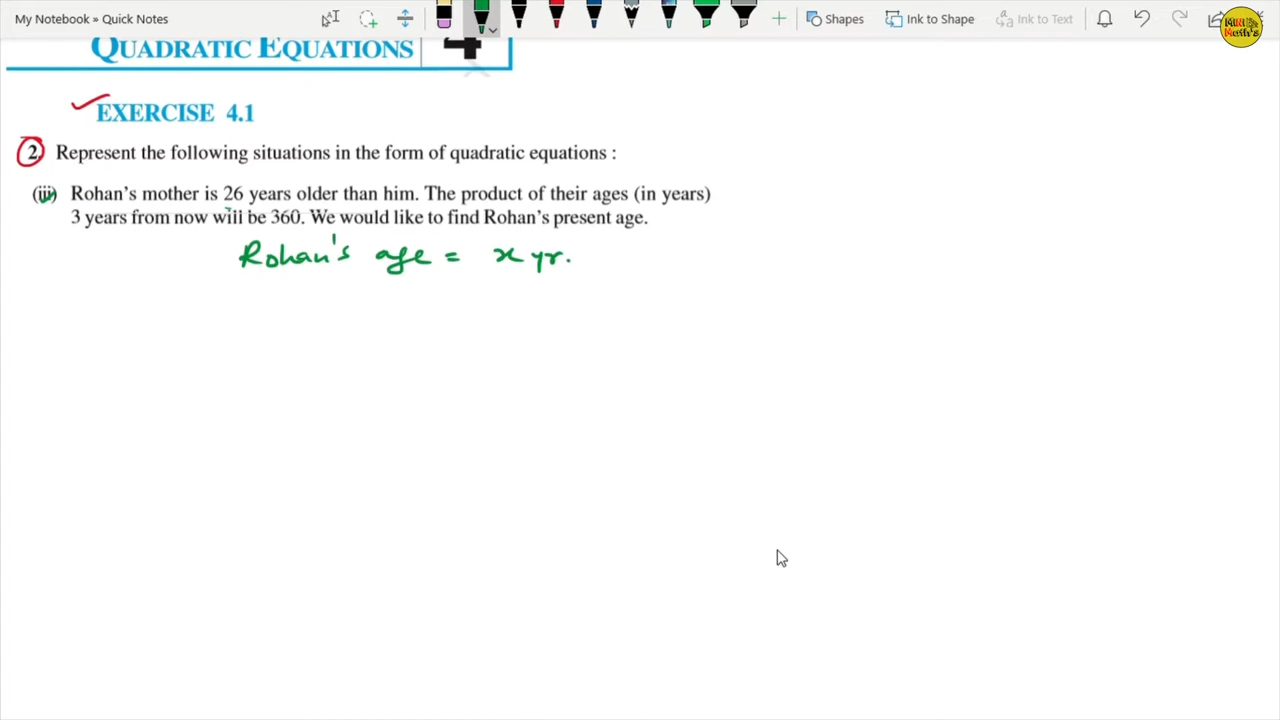 My Notebook » Quick Notes
Shapes
Ink to Shape
Ink to Text
MiNi Math's
QUADRATIC EQUATIONS 4
EXERCISE 4.1
2. Represent the following situations in the form of quadratic equations :
(iii) Rohan's mother is 26 years older than him. The product of their ages (in years)
3 years from now will be 360. We would like to find Rohan's present age.
Rohan's age = x yr.